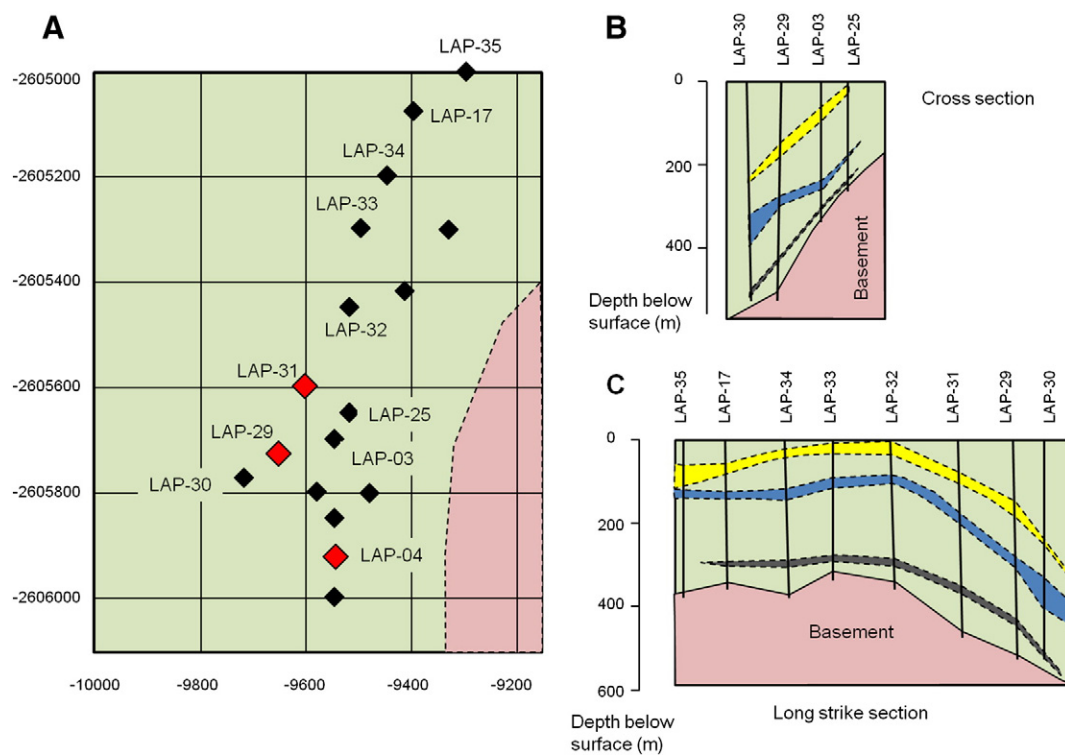 A
LAP-35
-2605000
LAP-17
LAP-34
-2605200
LAP-33
-2605400
LAP-32
LAP-31
-2605600
LAP-25
LAP-29
LAP-03
LAP-30
-2605800
LAP-04
-2606000
-10000 -9800 -9600 -9400 -9200
B
LAP-30
LAP-29
LAP-03
LAP-25
0
Cross section
200
400
Basement
Depth below
surface (m)
C
LAP-35
LAP-17
LAP-34
LAP-33
LAP-32
LAP-31
LAP-29
LAP-30
0
200
400
Basement
600
Depth below
surface (m)
Long strike section